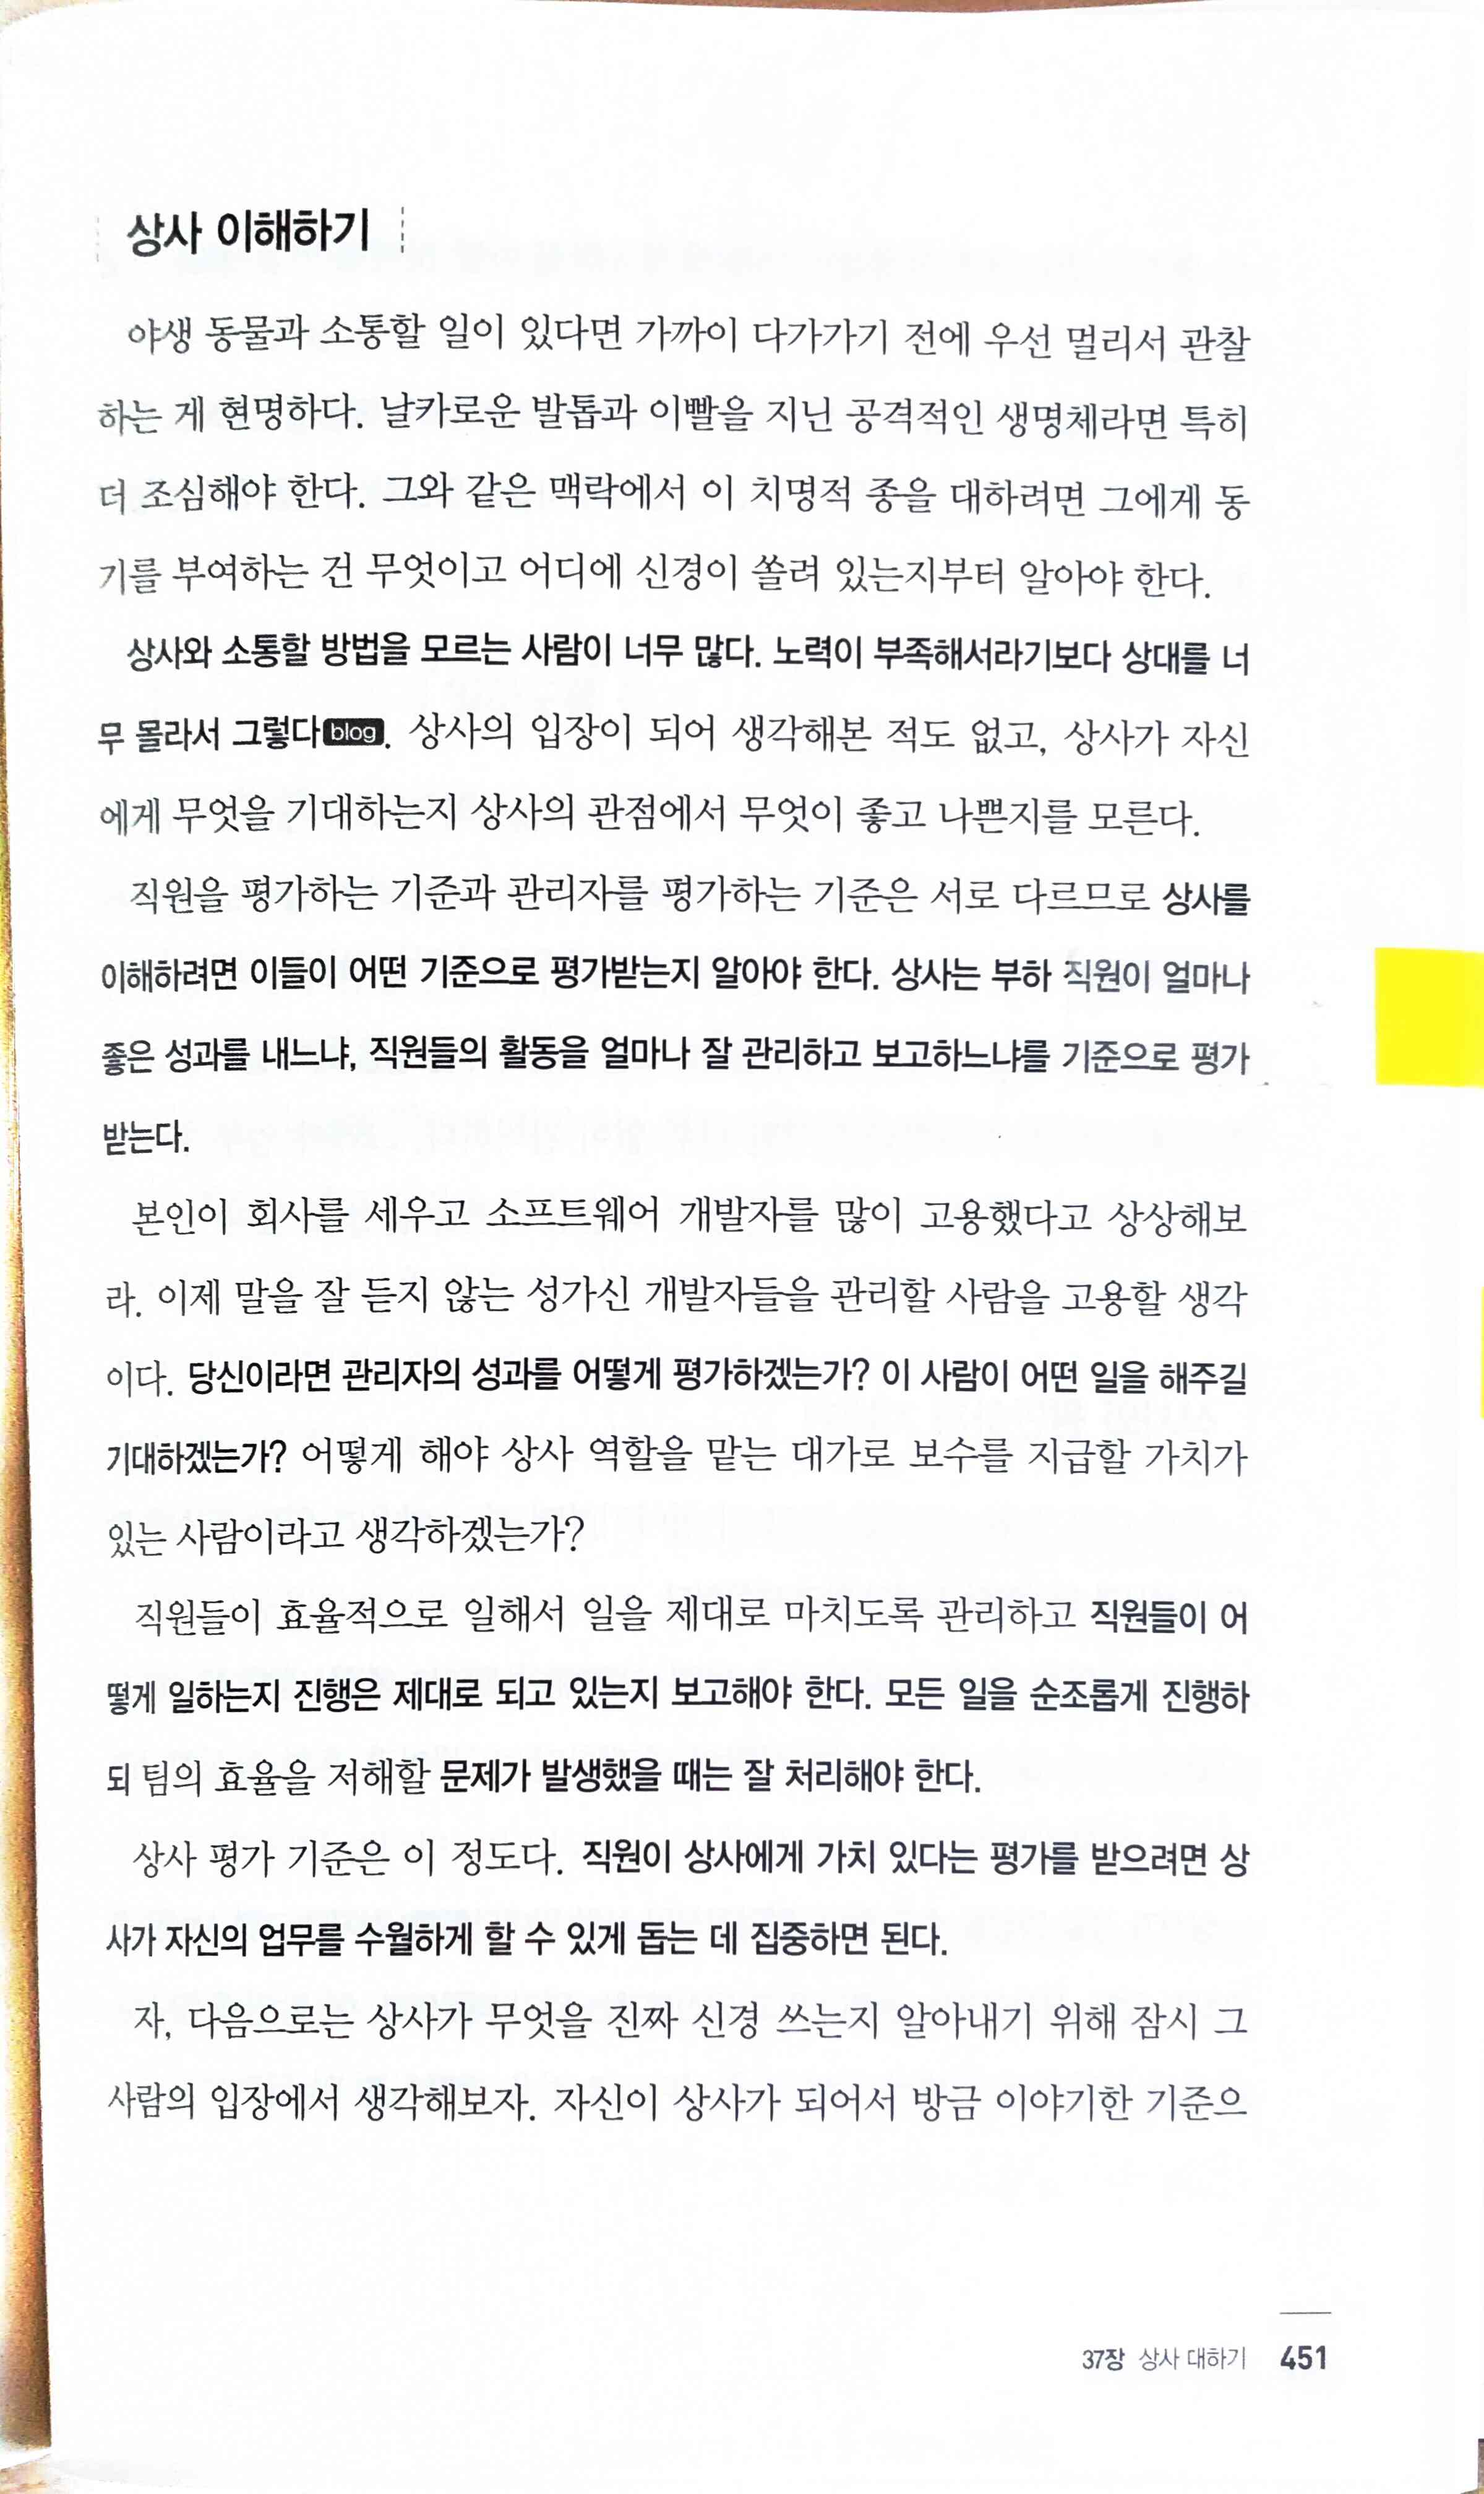 상사 이해하기
야생 동물과 소통할 일이 있다면 가까이 다가가기 전에 우선 멀리서 관찰
하는 게 현명하다. 날카로운 발톱과 이빨을 지닌 공격적인 생명체라면 특히
더 조심해야 한다. 그와 같은 맥락에서 이 치명적 종을 대하려면 그에게 동
기를 부여하는 건 무엇이고 어디에 신경이 쏠려 있는지부터 알아야 한다.
상사와 소통할 방법을 모르는 사람이 너무 많다. 노력이 부족해서라기보다 상대를 너
무 몰라서 그렇다blog. 상사의 입장이 되어 생각해본 적도 없고, 상사가 자신
에게 무엇을 기대하는지 상사의 관점에서 무엇이 좋고 나쁜지를 모른다.
직원을 평가하는 기준과 관리자를 평가하는 기준은 서로 다르므로 상사를
이해하려면 이들이 어떤 기준으로 평가받는지 알아야 한다. 상사는 부하 직원이 얼마나
좋은 성과를 내느냐, 직원들의 활동을 얼마나 잘 관리하고 보고하느냐를 기준으로 평가
받는다.
본인이 회사를 세우고 소프트웨어 개발자를 많이 고용했다고 상상해보
라. 이제 말을 잘 듣지 않는 성가신 개발자들을 관리할 사람을 고용할 생각
이다. 당신이라면 관리자의 성과를 어떻게 평가하겠는가? 이 사람이 어떤 일을 해주길
기대하겠는가? 어떻게 해야 상사 역할을 맡는 대가로 보수를 지급할 가치가
있는 사람이라고 생각하겠는가?
직원들이 효율적으로 일해서 일을 제대로 마치도록 관리하고 직원들이 어
떻게 일하는지 진행은 제대로 되고 있는지 보고해야 한다. 모든 일을 순조롭게 진행하
되 팀의 효율을 저해할 문제가 발생했을 때는 잘 처리해야 한다.
상사 평가 기준은 이 정도다. 직원이 상사에게 가치 있다는 평가를 받으려면 상
사가 자신의 업무를 수월하게 할 수 있게 돕는 데 집중하면 된다.
자, 다음으로는 상사가 무엇을 진짜 신경 쓰는지 알아내기 위해 잠시 그
사람의 입장에서 생각해보자. 자신이 상사가 되어서 방금 이야기한 기준으
37장 상사 대하기 451